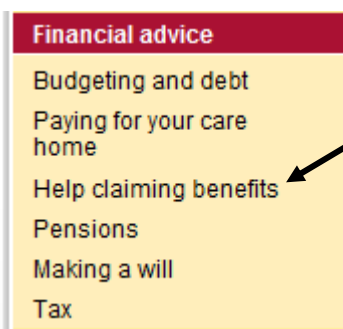 Financial advice
Budgeting and debt
Paying for your care
home
Help claiming benefits
Pensions
Making a will
Tax